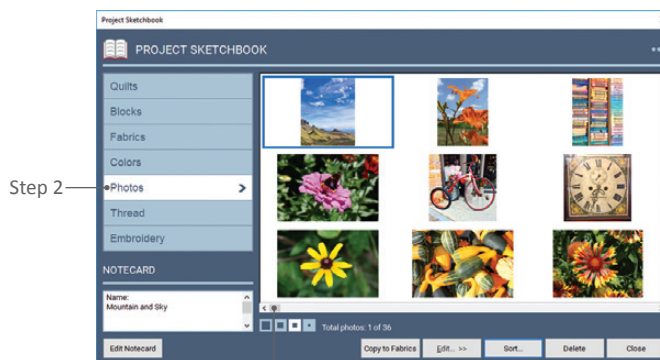 Project Sketchbook
PROJECT SKETCHBOOK
Quilts
Blocks
Fabrics
Colors
Step 2
Photos
Thread
Embroidery
NOTECARD
Name:
Mountain and Sky
Total photos: 1 of 36
Edit Notecard
Copy to Fabrics
Edit... >>
Sort...
Delete
Close